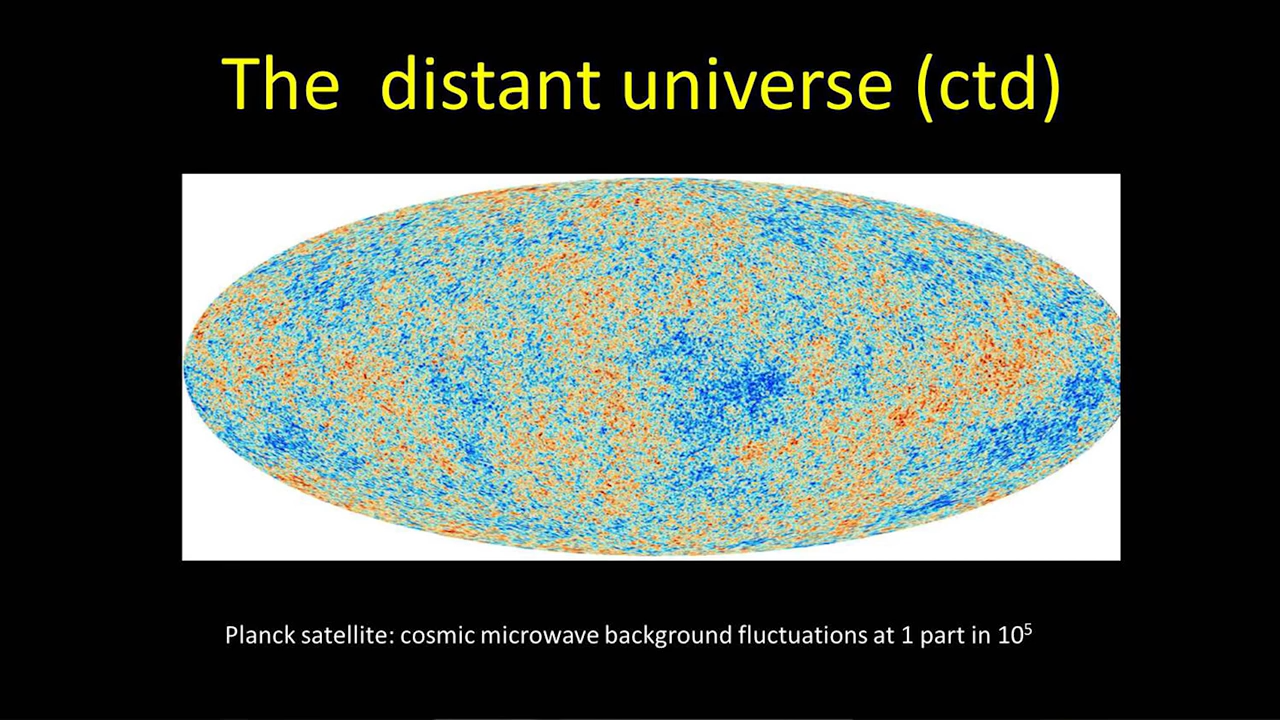 The  distant universe (ctd)
Planck satellite: cosmic microwave background fluctuations at 1 part in 10⁵